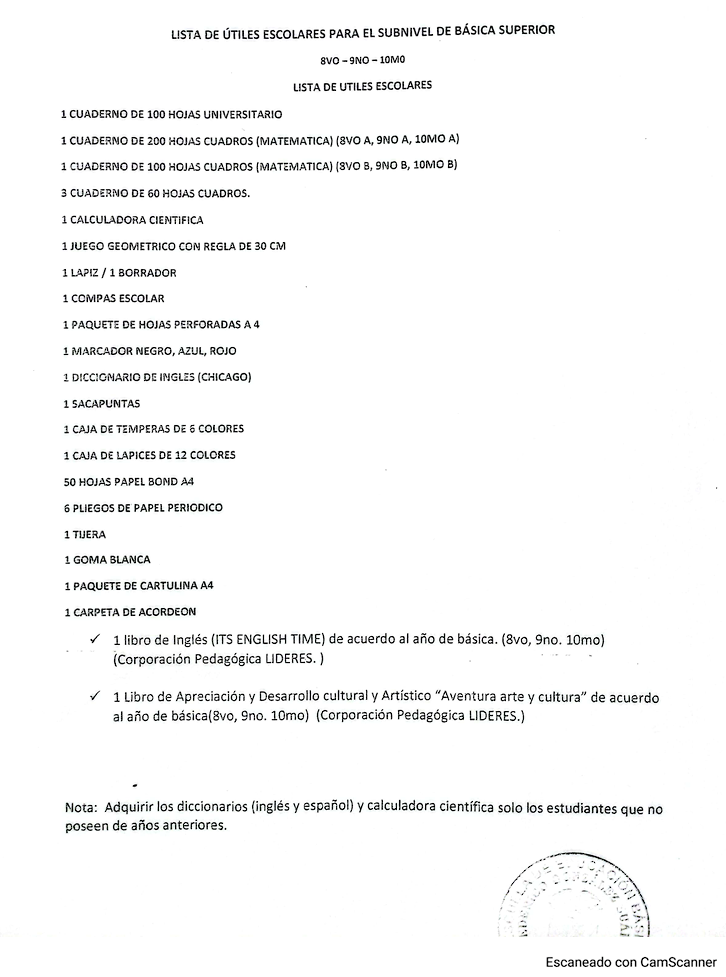 LISTA DE ÚTILES ESCOLARES PARA EL SUBNIVEL DE BÁSICA SUPERIOR
8VO – 9NO – 10MO
LISTA DE UTILES ESCOLARES
1 CUADERNO DE 100 HOJAS UNIVERSITARIO
1 CUADERNO DE 200 HOJAS CUADROS (MATEMATICA) (8VO A, 9NO A, 10MO A)
1 CUADERNO DE 100 HOJAS CUADROS (MATEMATICA) (8VO B, 9NO B, 10MO B)
3 CUADERNO DE 60 HOJAS CUADROS.
1 CALCULADORA CIENTIFICA
1 JUEGO GEOMETRICO CON REGLA DE 30 CM
1 LAPIZ / 1 BORRADOR
1 COMPAS ESCOLAR
1 PAQUETE DE HOJAS PERFORADAS A 4
1 MARCADOR NEGRO, AZUL, ROJO
1 DICCIONARIO DE INGLES (CHICAGO)
1 SACAPUNTAS
1 CAJA DE TEMPERAS DE 6 COLORES
1 CAJA DE LAPICES DE 12 COLORES
50 HOJAS PAPEL BOND A4
6 PLIEGOS DE PAPEL PERIODICO
1 TIJERA
1 GOMA BLANCA
1 PAQUETE DE CARTULINA A4
1 CARPETA DE ACORDEON
✓ 1 libro de Inglés (ITS ENGLISH TIME) de acuerdo al año de básica. (8vo, 9no. 10mo)
(Corporación Pedagógica LIDERES. )
✓ 1 Libro de Apreciación y Desarrollo cultural y Artístico “Aventura arte y cultura” de acuerdo
al año de básica(8vo, 9no. 10mo) (Corporación Pedagógica LIDERES.)
Nota: Adquirir los diccionarios (inglés y español) y calculadora científica solo los estudiantes que no
poseen de años anteriores.
Escaneado con CamScanner